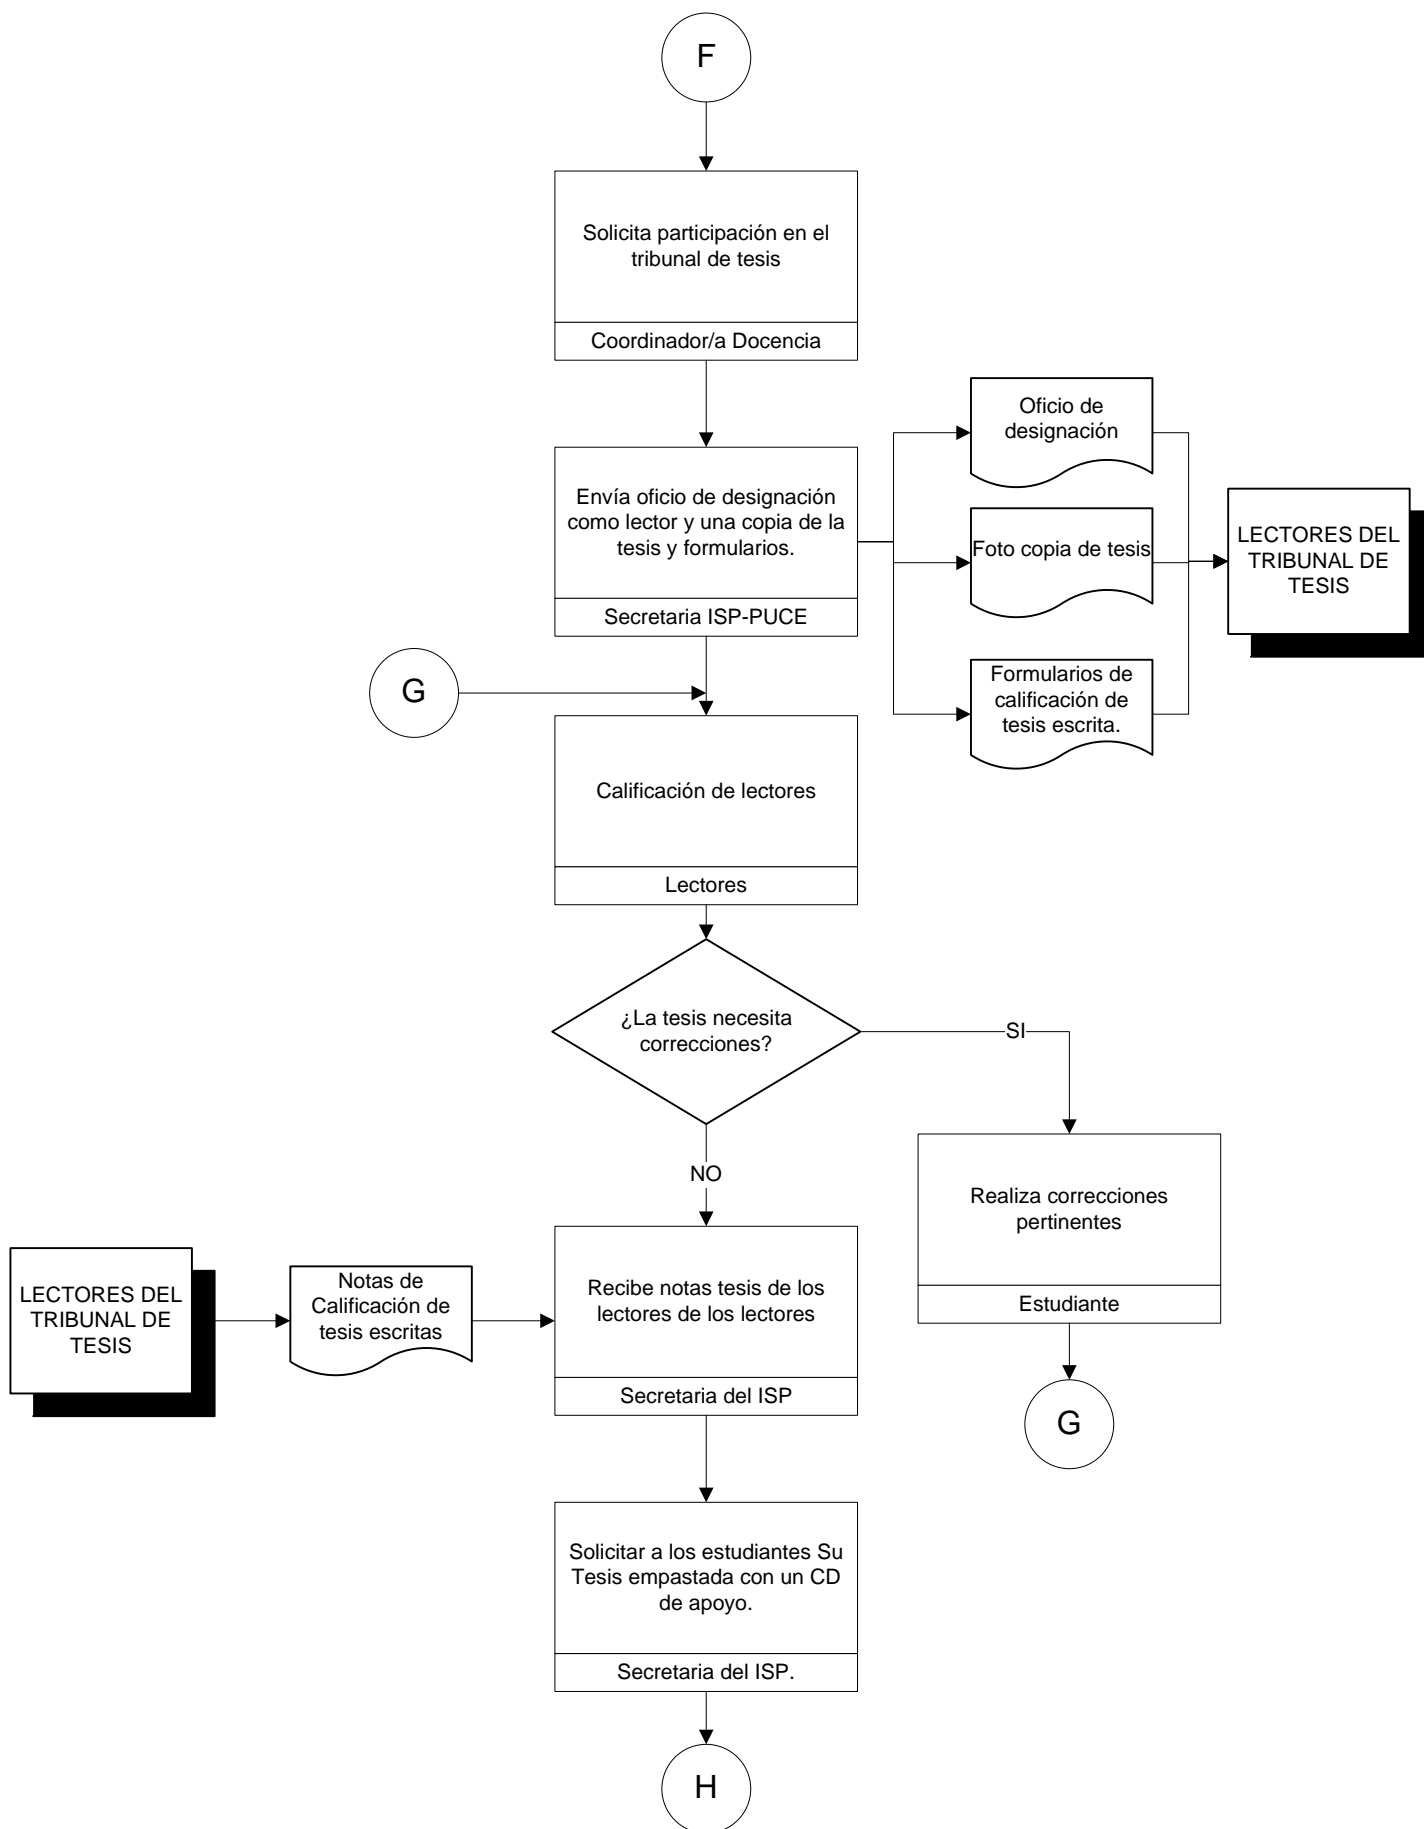 F
Solicita participación en el
tribunal de tesis
Coordinador/a Docencia
Envía oficio de designación
como lector y una copia de la
tesis y formularios.
Secretaria ISP-PUCE
Oficio de
designación
Foto copia de tesis
Formularios de
calificación de
tesis escrita.
LECTORES DEL
TRIBUNAL DE
TESIS
G
Calificación de lectores
Lectores
¿La tesis necesita
correcciones?
SI
NO
Realiza correcciones
pertinentes
Estudiante
G
LECTORES DEL
TRIBUNAL DE
TESIS
Notas de
Calificación de
tesis escritas
Recibe notas tesis de los
lectores de los lectores
Secretaria del ISP
Solicitar a los estudiantes Su
Tesis empastada con un CD
de apoyo.
Secretaria del ISP.
H